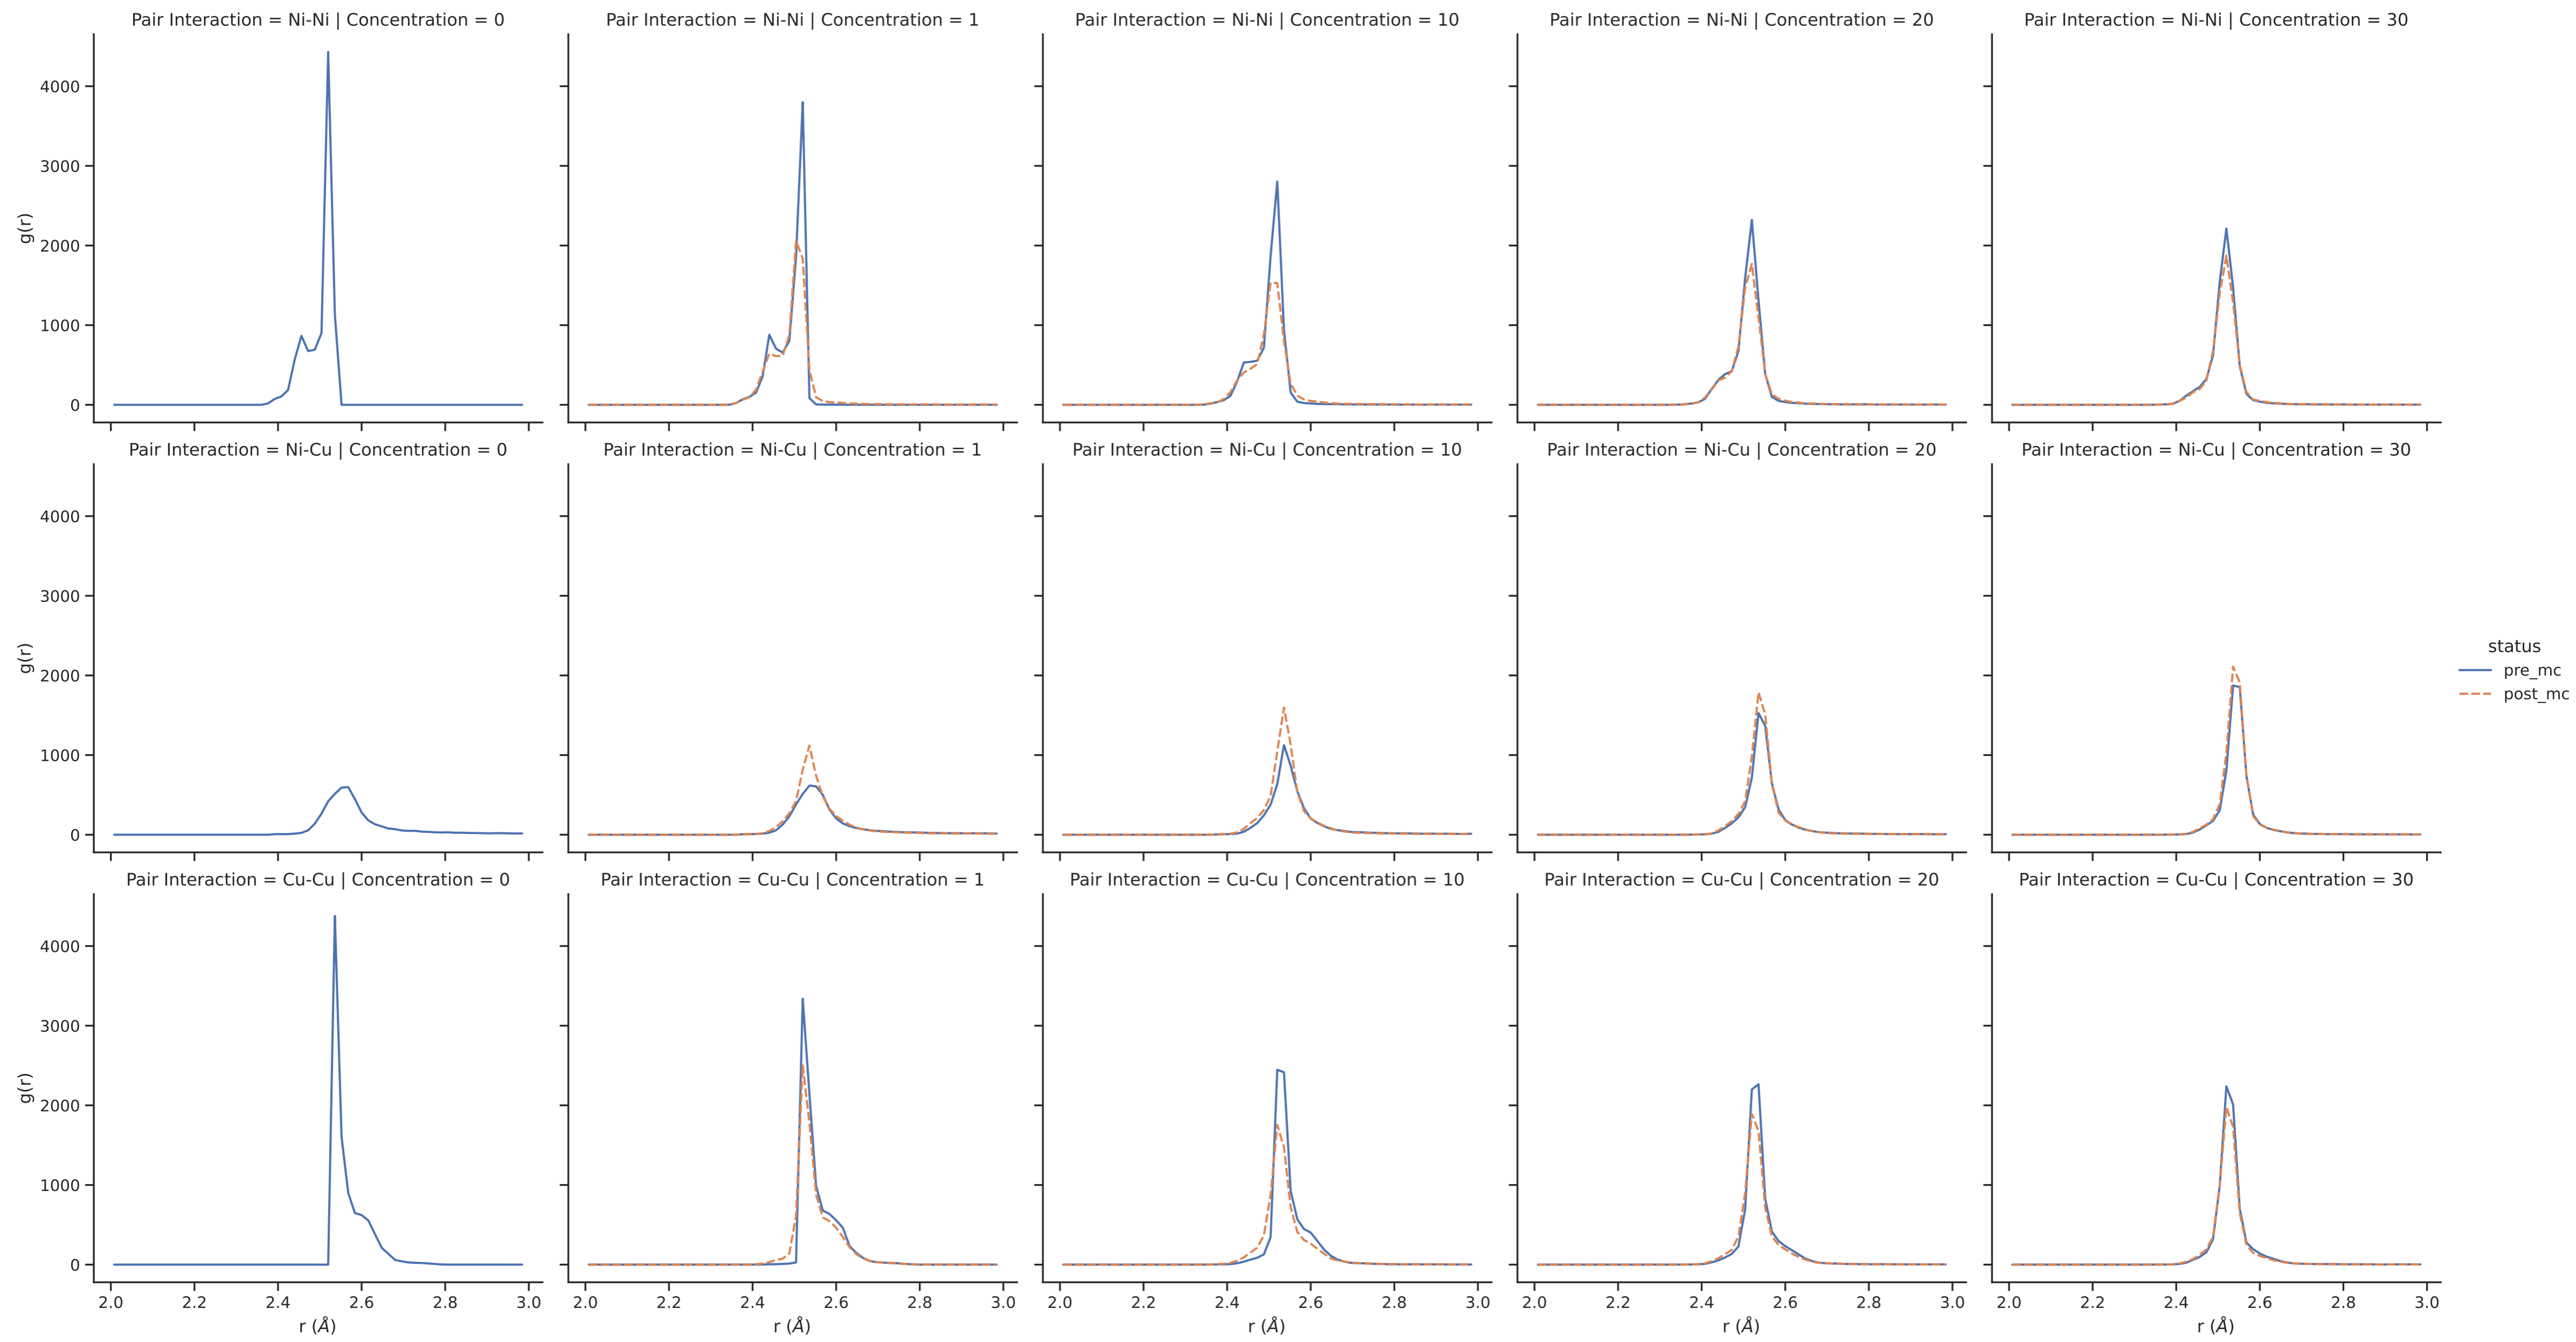 Pair Interaction = Ni-Ni | Concentration = 0
Pair Interaction = Ni-Ni | Concentration = 1
Pair Interaction = Ni-Ni | Concentration = 10
Pair Interaction = Ni-Ni | Concentration = 20
Pair Interaction = Ni-Ni | Concentration = 30
4000
3000
2000
1000
0
g(r)
Pair Interaction = Ni-Cu | Concentration = 0
Pair Interaction = Ni-Cu | Concentration = 1
Pair Interaction = Ni-Cu | Concentration = 10
Pair Interaction = Ni-Cu | Concentration = 20
Pair Interaction = Ni-Cu | Concentration = 30
4000
3000
2000
1000
0
g(r)
status
pre_mc
post_mc
Pair Interaction = Cu-Cu | Concentration = 0
Pair Interaction = Cu-Cu | Concentration = 1
Pair Interaction = Cu-Cu | Concentration = 10
Pair Interaction = Cu-Cu | Concentration = 20
Pair Interaction = Cu-Cu | Concentration = 30
4000
3000
2000
1000
0
g(r)
2.0 2.2 2.4 2.6 2.8 3.0
2.0 2.2 2.4 2.6 2.8 3.0
2.0 2.2 2.4 2.6 2.8 3.0
2.0 2.2 2.4 2.6 2.8 3.0
2.0 2.2 2.4 2.6 2.8 3.0
r (Å)
r (Å)
r (Å)
r (Å)
r (Å)